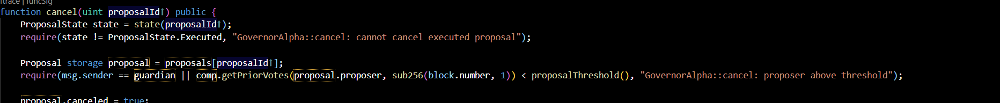 ftrace | funcSig
function cancel(uint proposalId↑) public {
ProposalState state = state(proposalId↑);
require(state != ProposalState.Executed, "GovernorAlpha::cancel: cannot cancel executed proposal");
Proposal storage proposal = proposals[proposalId↑];
require(msg.sender == guardian || comp.getPriorVotes(proposal.proposer, sub256(block.number, 1)) < proposalThreshold(), "GovernorAlpha::cancel: proposer above threshold");
proposal.canceled = true;